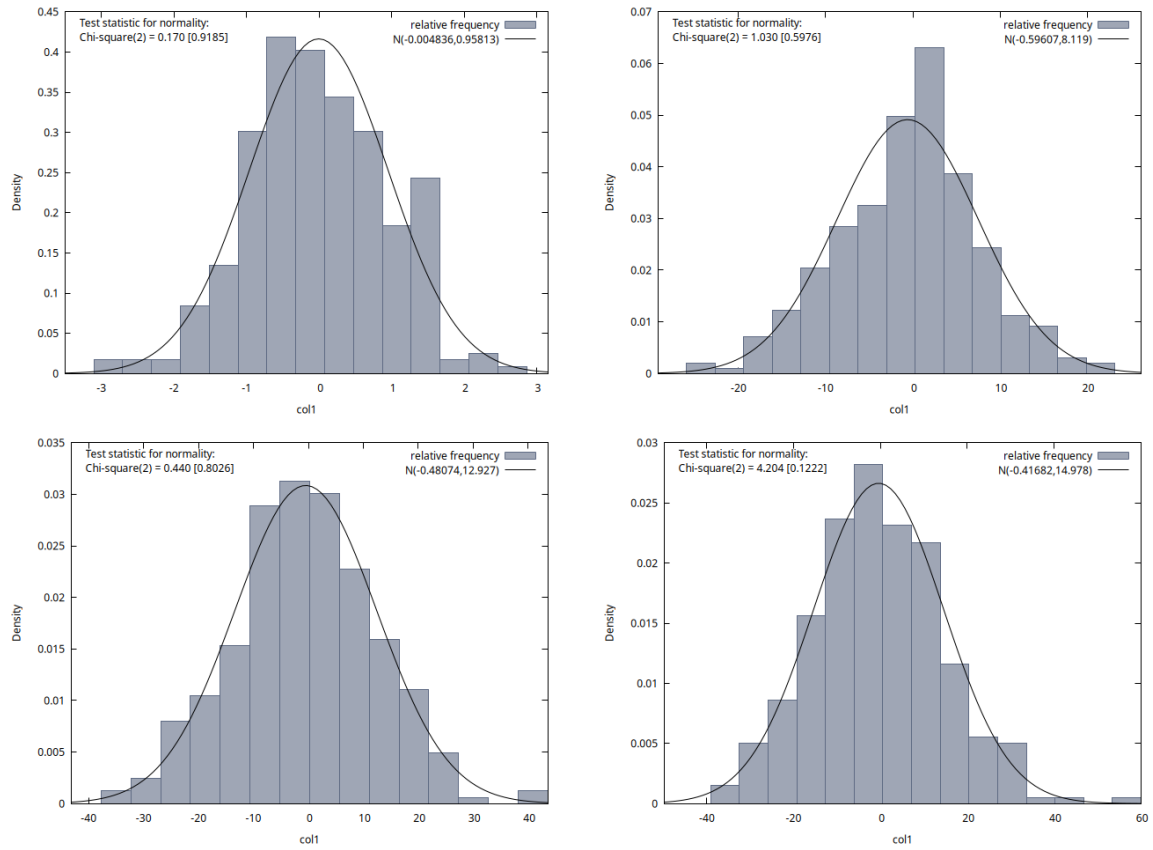 Test statistic for normality:
Chi-square(2) = 0.170 [0.9185]
relative frequency
N(-0.004836,0.95813)
0.45
0.4
0.35
0.3
0.25
0.2
0.15
0.1
0.05
0
Density
-3 -2 -1 0 1 2 3
col1
Test statistic for normality:
Chi-square(2) = 1.030 [0.5976]
relative frequency
N(-0.59607,8.119)
0.07
0.06
0.05
0.04
0.03
0.02
0.01
0
Density
-20 -10 0 10 20
col1
Test statistic for normality:
Chi-square(2) = 0.440 [0.8026]
relative frequency
N(-0.48074,12.927)
0.035
0.03
0.025
0.02
0.015
0.01
0.005
0
Density
-40 -30 -20 -10 0 10 20 30 40
col1
Test statistic for normality:
Chi-square(2) = 4.204 [0.1222]
relative frequency
N(-0.41682,14.978)
0.03
0.025
0.02
0.015
0.01
0.005
0
Density
-40 -20 0 20 40 60
col1